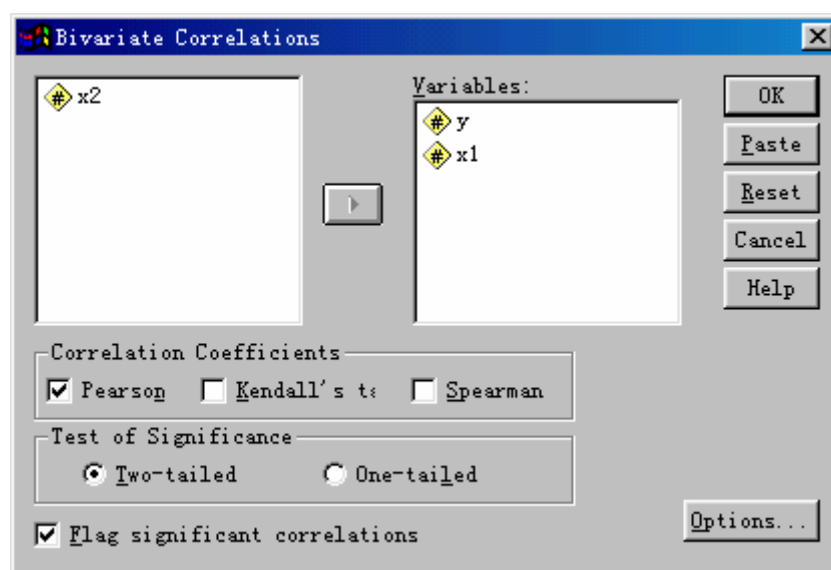 Bivariate Correlations
x2
Variables:
y
x1
OK
Paste
Reset
Cancel
Help
Correlation Coefficients
Pearson Kendall's t Spearman
Test of Significance
Two-tailed One-tailed
Flag significant correlations
Options...